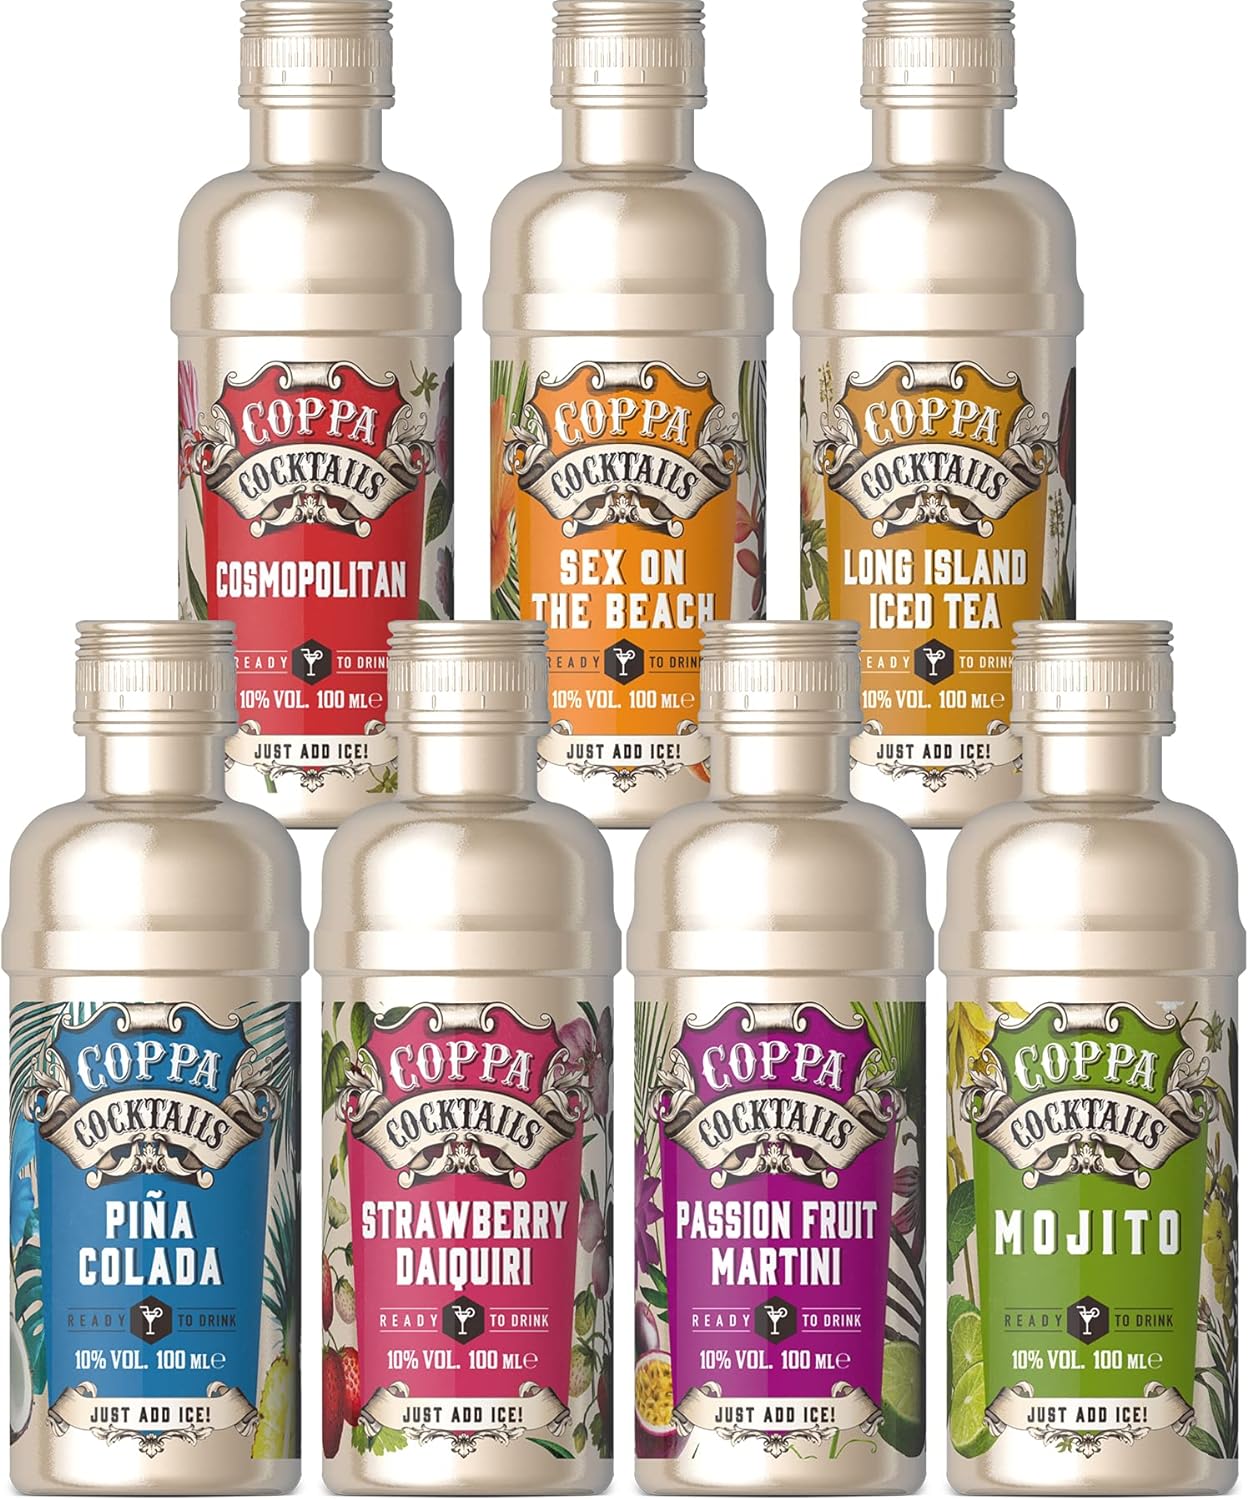 COPPA
COCKTAILS
COSMOPOLITAN
READY TO DRINK
10% VOL. 100 ML℮
JUST ADD ICE!
COPPA
COCKTAILS
SEX ON
THE BEACH
READY TO DRINK
10% VOL. 100 ML℮
JUST ADD ICE!
COPPA
COCKTAILS
LONG ISLAND
ICED TEA
READY TO DRINK
10% VOL. 100 ML℮
JUST ADD ICE!
COPPA
COCKTAILS
PIÑA
COLADA
READY TO DRINK
10% VOL. 100 ML℮
JUST ADD ICE!
COPPA
COCKTAILS
STRAWBERRY
DAIQUIRI
READY TO DRINK
10% VOL. 100 ML℮
JUST ADD ICE!
COPPA
COCKTAILS
PASSION FRUIT
MARTINI
READY TO DRINK
10% VOL. 100 ML℮
JUST ADD ICE!
COPPA
COCKTAILS
MOJITO
READY TO DRINK
10% VOL. 100 ML℮
JUST ADD ICE!